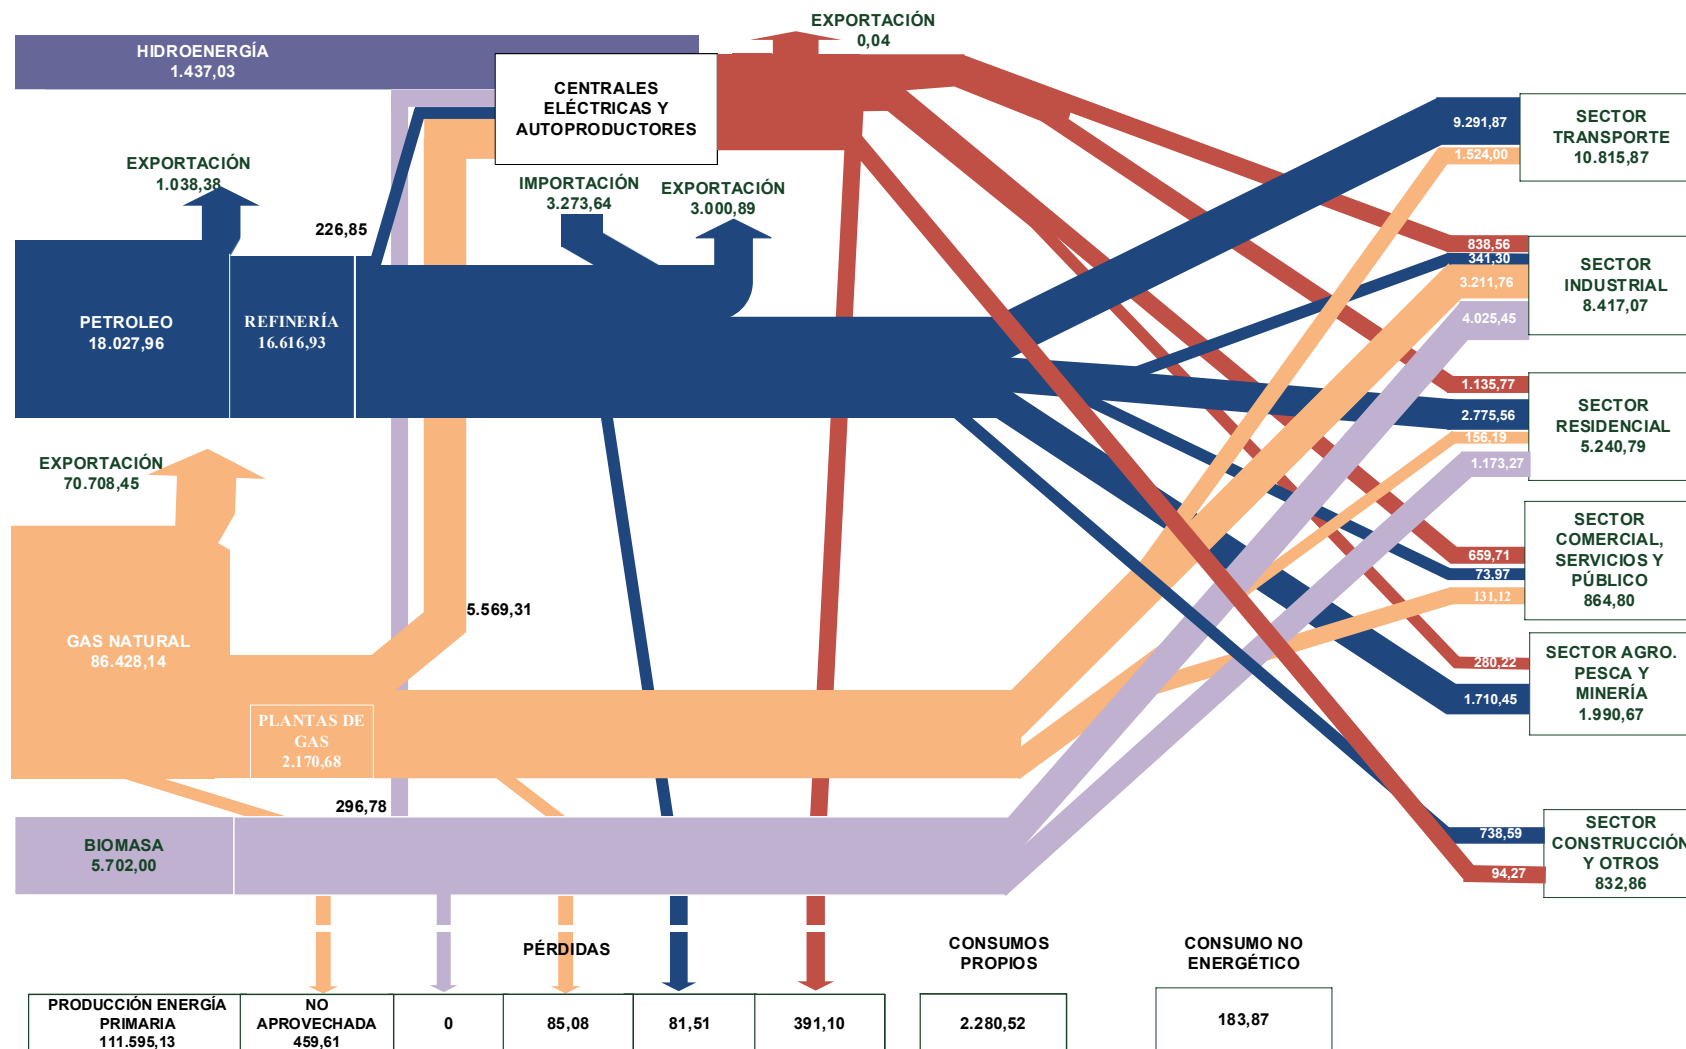 EXPORTACIÓN
0,04
HIDROENERGÍA
1.437,03
CENTRALES
ELÉCTRICAS Y
AUTOPRODUCTORES
9.291,87
SECTOR
TRANSPORTE
10.815,87
1.524,00
EXPORTACIÓN
1.038,38
IMPORTACIÓN
3.273,64
EXPORTACIÓN
3.000,89
226,85
838,56
341,30
3.211,76
4.025,45
SECTOR
INDUSTRIAL
8.417,07
PETROLEO
18.027,96
REFINERÍA
16.616,93
1.135,77
2.775,56
156,19
1.173,27
SECTOR
RESIDENCIAL
5.240,79
EXPORTACIÓN
70.708,45
659,71
73,97
131,12
SECTOR
COMERCIAL,
SERVICIOS Y
PÚBLICO
864,80
5.569,31
GAS NATURAL
86.428,14
280,22
1.710,45
SECTOR AGRO.
PESCA Y
MINERÍA
1.990,67
PLANTAS DE
GAS
2.170,68
296,78
BIOMASA
5.702,00
738,59
94,27
SECTOR
CONSTRUCCIÓN
Y OTROS
832,86
PÉRDIDAS
CONSUMOS
PROPIOS
CONSUMO NO
ENERGÉTICO
PRODUCCIÓN ENERGÍA
PRIMARIA
111.595,13
NO
APROVECHADA
459,61
0
85,08
81,51
391,10
2.280,52
183,87